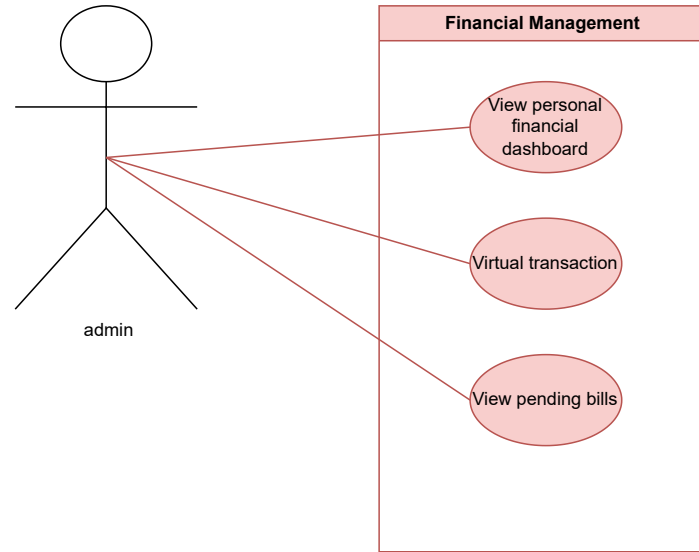 Financial Management
View personal
financial
dashboard
Virtual transaction
View pending bills
admin